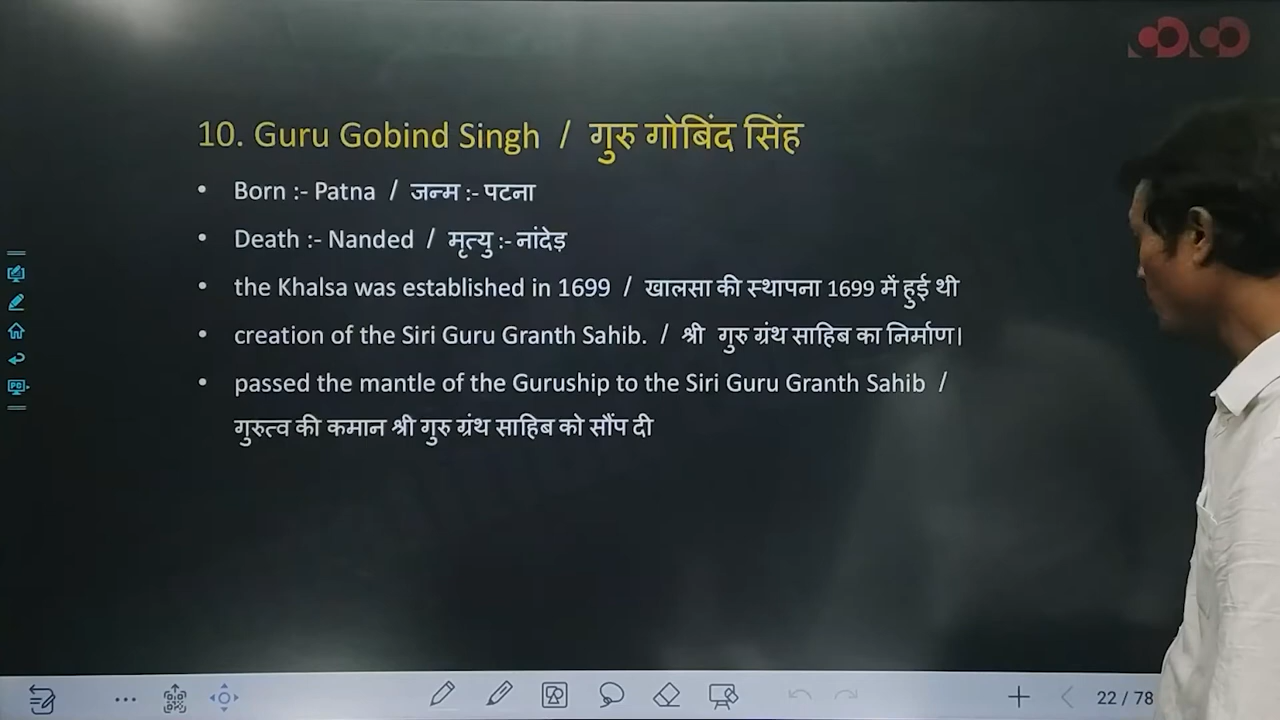 10. Guru Gobind Singh / गुरु गोबिंद सिंह
• Born :- Patna / जन्म :- पटना
• Death :- Nanded / मृत्यु :- नांदेड़
• the Khalsa was established in 1699 / खालसा की स्थापना 1699 में हुई थी
• creation of the Siri Guru Granth Sahib. / श्री गुरु ग्रंथ साहिब का निर्माण।
• passed the mantle of the Guruship to the Siri Guru Granth Sahib /
गुरुत्व की कमान श्री गुरु ग्रंथ साहिब को सौंप दी
PC
22 / 78